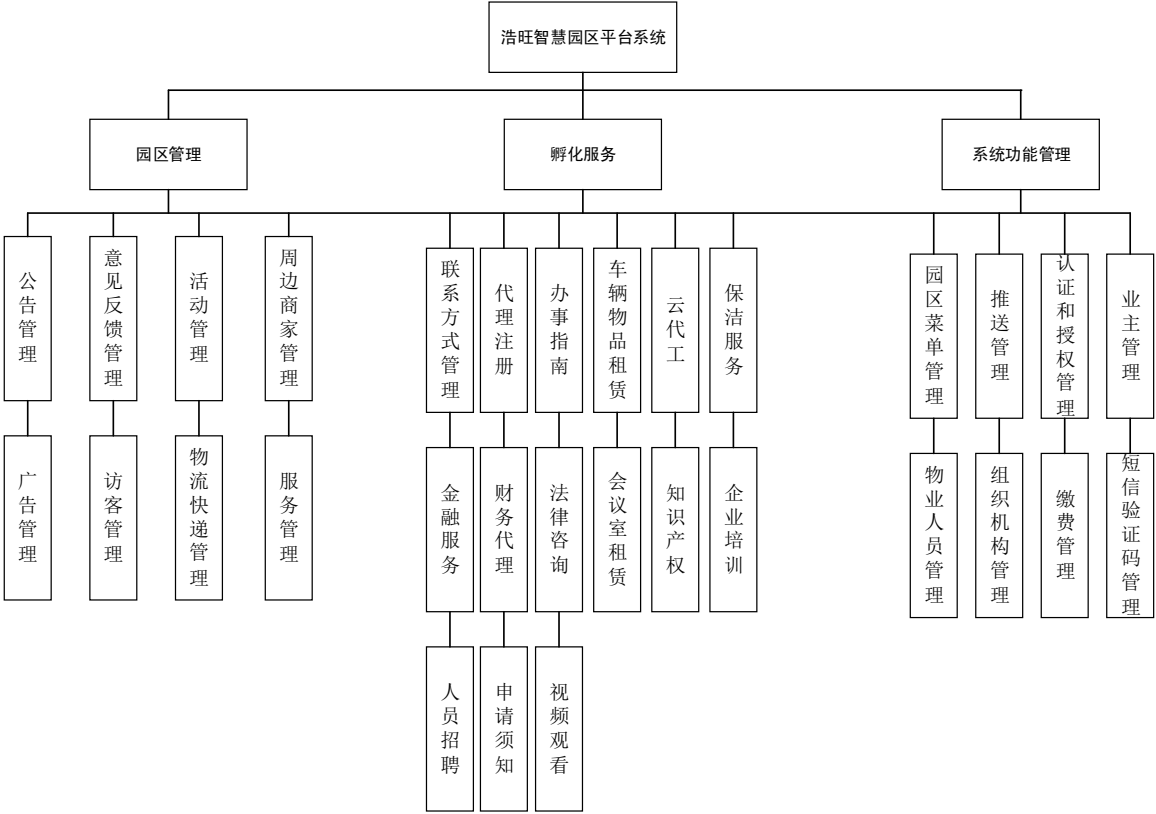 浩旺智慧园区平台系统
园区管理
孵化服务
系统功能管理
公告管理
意见反馈管理
活动管理
周边商家管理
联系方式管理
代理注册
办事指南
车辆物品租赁
云代工
保洁服务
园区菜单管理
推送管理
认证和授权管理
业主管理
广告管理
访客管理
物流快递管理
服务管理
金融服务
财务代理
法律咨询
会议室租赁
知识产权
企业培训
物业人员管理
组织机构管理
缴费管理
短信验证码管理
人员招聘
申请须知
视频观看